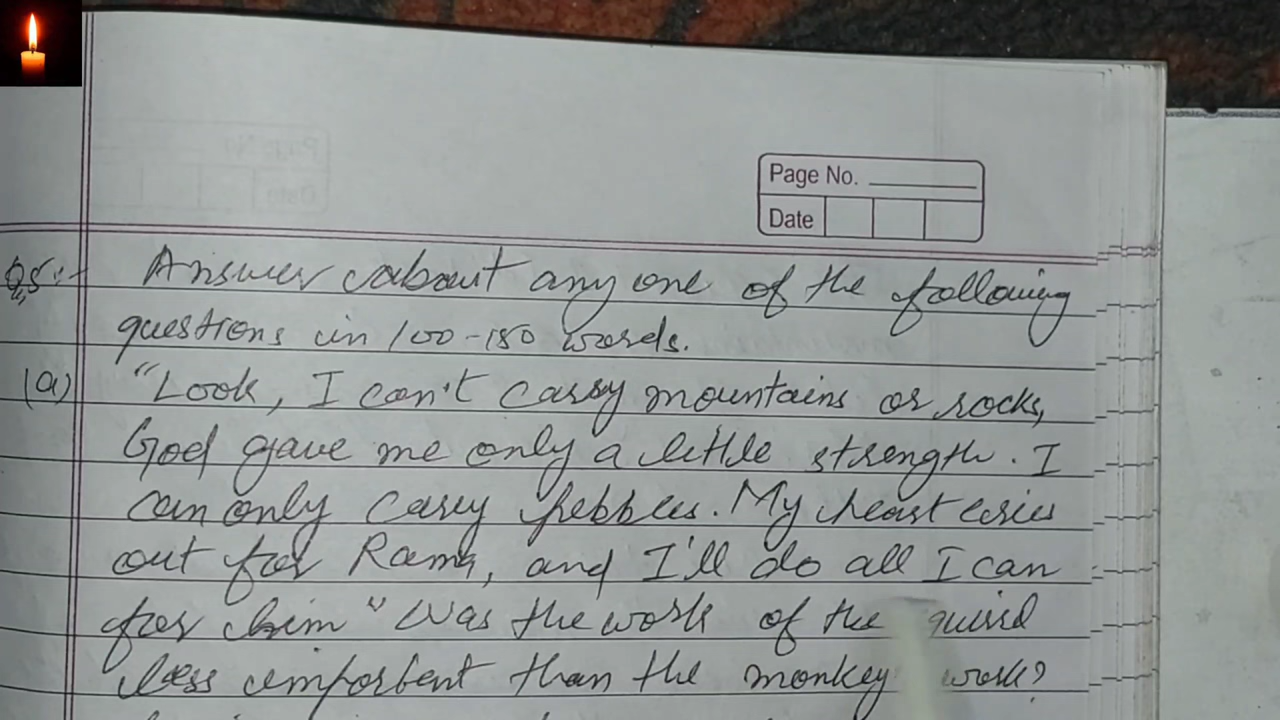 Page No.
Date
Q5:- Answer about any one of the following
questions in 100-150 words.
(a) "Look, I can't carry mountains or rocks,
God gave me only a little strength. I
can only carry pebbles. My heart cries
out for Rama, and I'll do all I can
for him" Was the work of the
less importent than the monkey work?